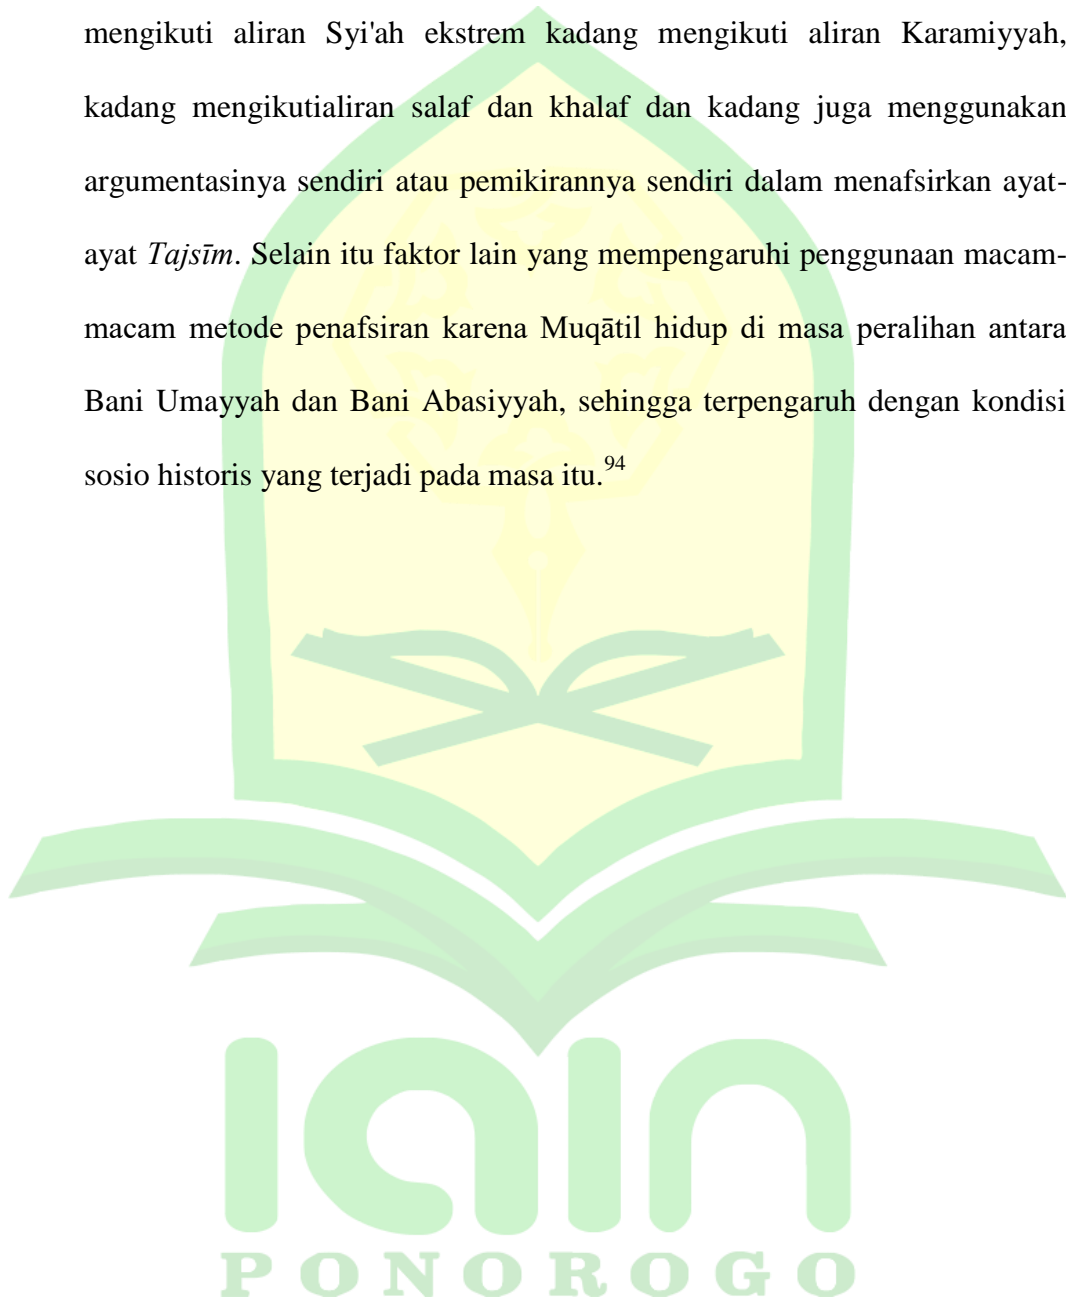 mengikuti aliran Syi'ah ekstrem kadang mengikuti aliran Karamiyyah,
kadang mengikutialiran salaf dan khalaf dan kadang juga menggunakan
argumentasinya sendiri atau pemikirannya sendiri dalam menafsirkan ayat-
ayat Tajsīm. Selain itu faktor lain yang mempengaruhi penggunaan macam-
macam metode penafsiran karena Muqātil hidup di masa peralihan antara
Bani Umayyah dan Bani Abasiyyah, sehingga terpengaruh dengan kondisi
sosio historis yang terjadi pada masa itu.94
IAIN
PONOROGO